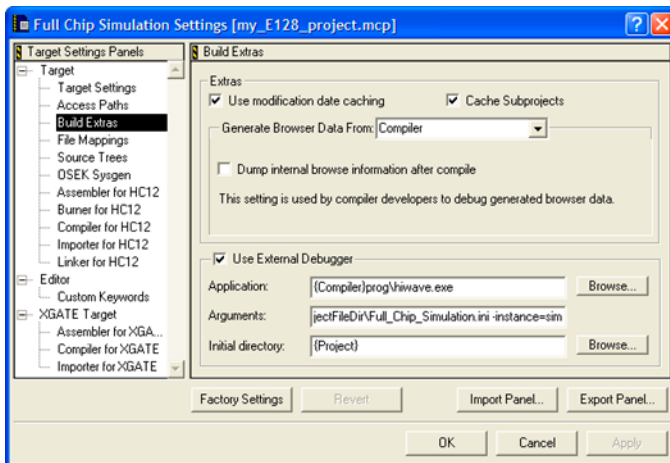 Full Chip Simulation Settings [my_E128_project.mcp]
Target Settings Panels
Target
Target Settings
Access Paths
Build Extras
File Mappings
Source Trees
OSEK Sysgen
Assembler for HC12
Burner for HC12
Compiler for HC12
Importer for HC12
Linker for HC12
Editor
Custom Keywords
XGATE Target
Assembler for XGA...
Compiler for XGATE
Importer for XGATE
Build Extras
Extras
Use modification date caching
Cache Subprojects
Generate Browser Data From: Compiler
Dump internal browse information after compile
This setting is used by compiler developers to debug generated browser data.
Use External Debugger
Application: {Compiler}prog\hiwave.exe Browse...
Arguments: jectFileDir\Full_Chip_Simulation.ini -instance=sim
Initial directory: {Project} Browse...
Factory Settings Revert Import Panel... Export Panel...
OK Cancel Apply